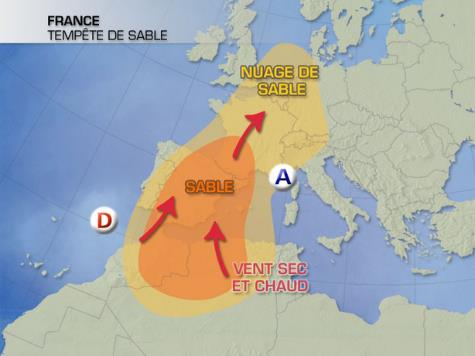 FRANCE
TEMPÊTE DE SABLE
NUAGE DE
SABLE
SABLE
A
D
VENT SEC
ET CHAUD